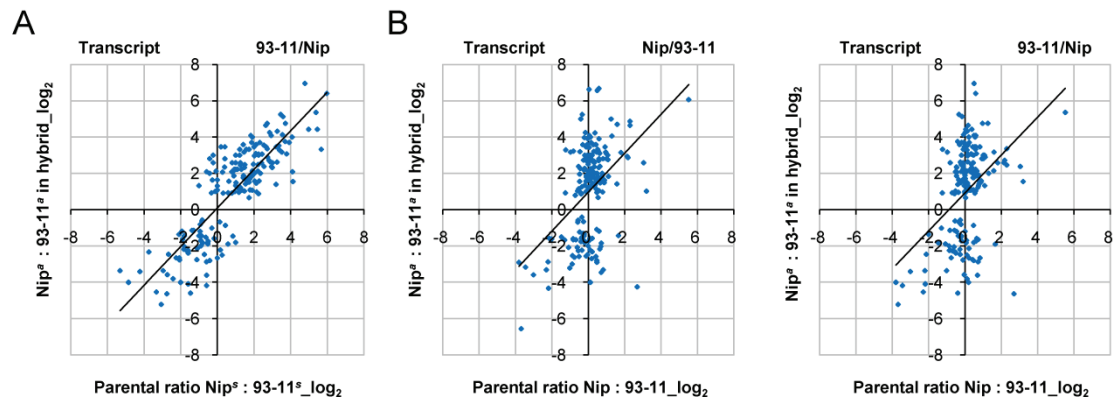 A
Transcript 93-11/Nip
8
6
4
2
0
-2
-4
-6
-8
-8 -6 -4 -2 0 2 4 6 8
Nipᵃ : 93-11ᵃ in hybrid_log₂
Parental ratio Nipˢ : 93-11ˢ_log₂
B
Transcript Nip/93-11
8
6
4
2
0
-2
-4
-6
-8
-8 -6 -4 -2 0 2 4 6 8
Nipᵃ : 93-11ᵃ in hybrid_log₂
Parental ratio Nip : 93-11_log₂
Transcript 93-11/Nip
8
6
4
2
0
-2
-4
-6
-8
-8 -6 -4 -2 0 2 4 6 8
Nipᵃ : 93-11ᵃ in hybrid_log₂
Parental ratio Nip : 93-11_log₂